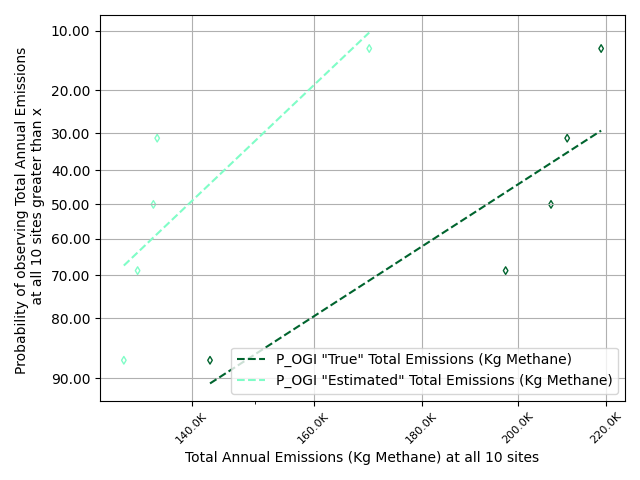 10.00
20.00
30.00
40.00
50.00
60.00
70.00
80.00
90.00
Probability of observing Total Annual Emissions
at all 10 sites greater than x
P_OGI "True" Total Emissions (Kg Methane)
P_OGI "Estimated" Total Emissions (Kg Methane)
140.0K
160.0K
180.0K
200.0K
220.0K
Total Annual Emissions (Kg Methane) at all 10 sites